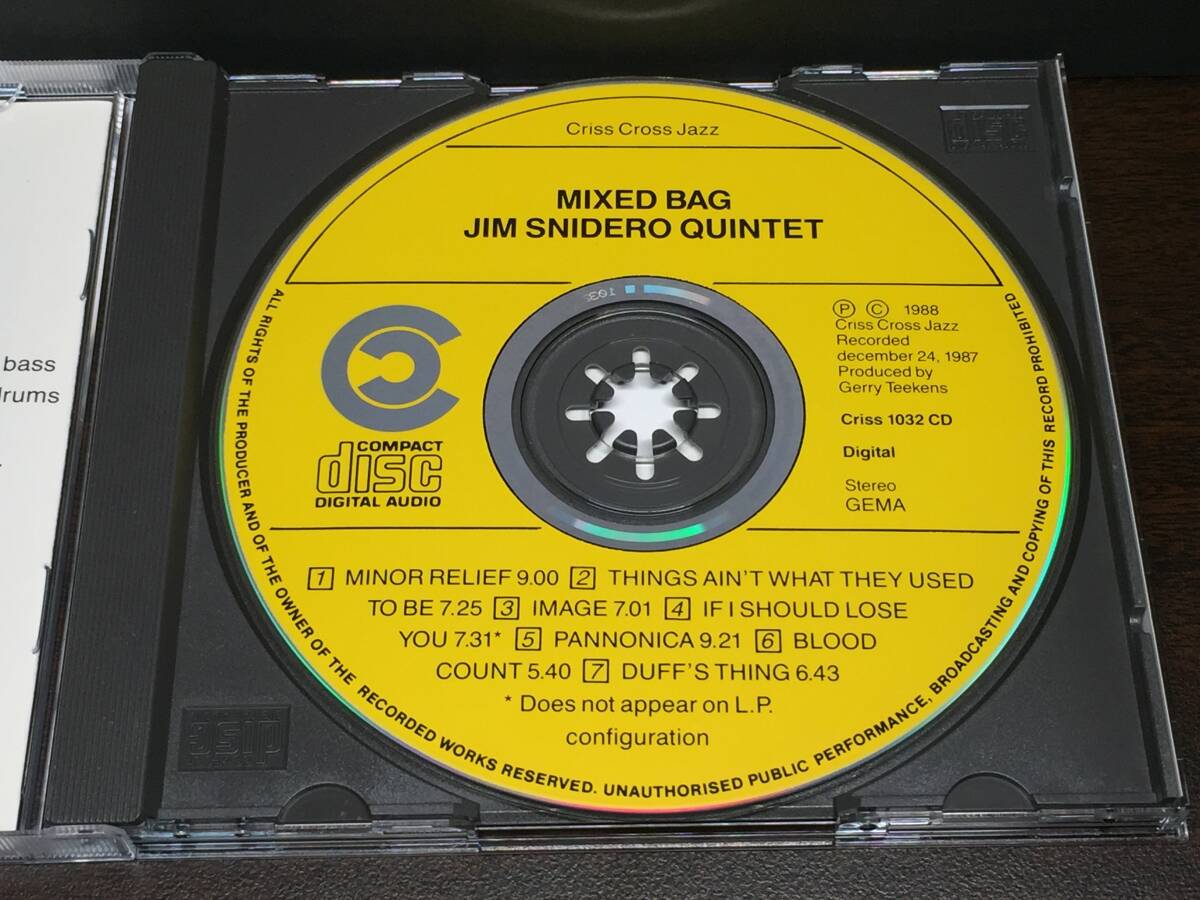 Criss Cross Jazz
MIXED BAG
JIM SNIDERO QUINTET
bass
drums
COMPACT
disc
DIGITAL AUDIO
P C 1988
Criss Cross Jazz
Recorded
december 24, 1987
Produced by
Gerry Teekens
Criss 1032 CD
Digital
Stereo
GEMA
1 MINOR RELIEF 9.00 2 THINGS AIN'T WHAT THEY USED
TO BE 7.25 3 IMAGE 7.01 4 IF I SHOULD LOSE
YOU 7.31* 5 PANNONICA 9.21 6 BLOOD
COUNT 5.40 7 DUFF'S THING 6.43
* Does not appear on L.P.
configuration
ALL RIGHTS OF THE PRODUCER AND OF THE OWNER OF THE RECORDED WORKS RESERVED. UNAUTHORISED PUBLIC PERFORMANCE, BROADCASTING AND COPYING OF THIS RECORD PROHIBITED
disc
disc